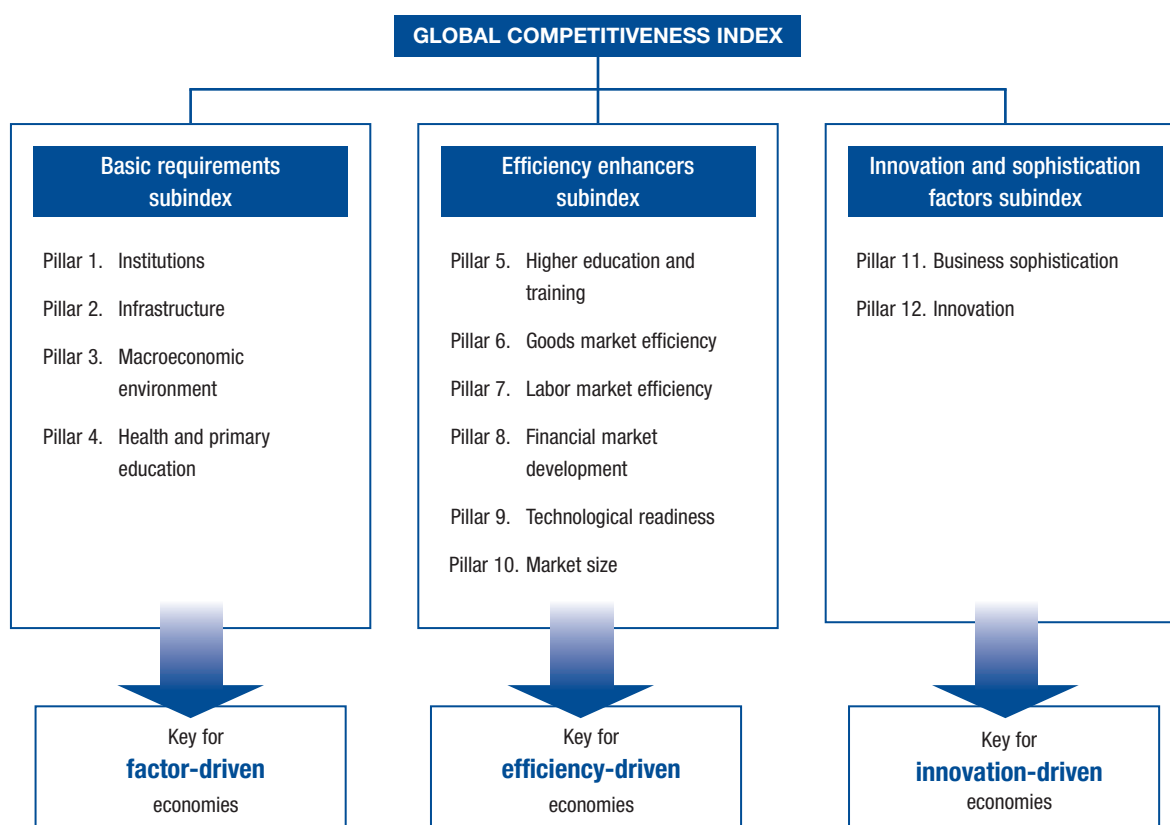 GLOBAL COMPETITIVENESS INDEX
Basic requirements
subindex
Pillar 1. Institutions
Pillar 2. Infrastructure
Pillar 3. Macroeconomic
environment
Pillar 4. Health and primary
education
Key for
factor-driven
economies
Efficiency enhancers
subindex
Pillar 5. Higher education and
training
Pillar 6. Goods market efficiency
Pillar 7. Labor market efficiency
Pillar 8. Financial market
development
Pillar 9. Technological readiness
Pillar 10. Market size
Key for
efficiency-driven
economies
Innovation and sophistication
factors subindex
Pillar 11. Business sophistication
Pillar 12. Innovation
Key for
innovation-driven
economies